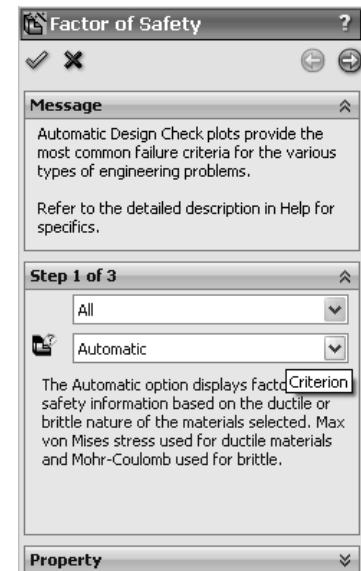 Factor of Safety ?
Message
Automatic Design Check plots provide the
most common failure criteria for the various
types of engineering problems.
Refer to the detailed description in Help for
specifics.
Step 1 of 3
All
Automatic
Criterion
The Automatic option displays
safety information based on the ductile or
brittle nature of the materials selected. Max
von Mises stress used for ductile materials
and Mohr-Coulomb used for brittle.
Property